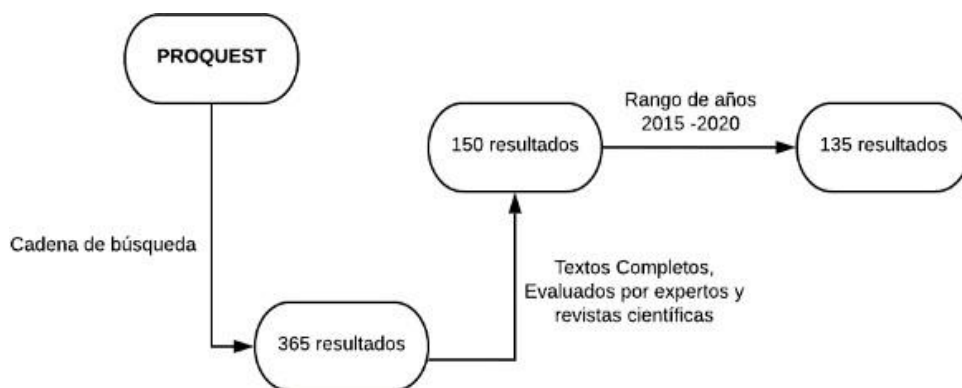 PROQUEST
Cadena de búsqueda
365 resultados
Textos Completos,
Evaluados por expertos y
revistas científicas
150 resultados
Rango de años
2015 -2020
135 resultados